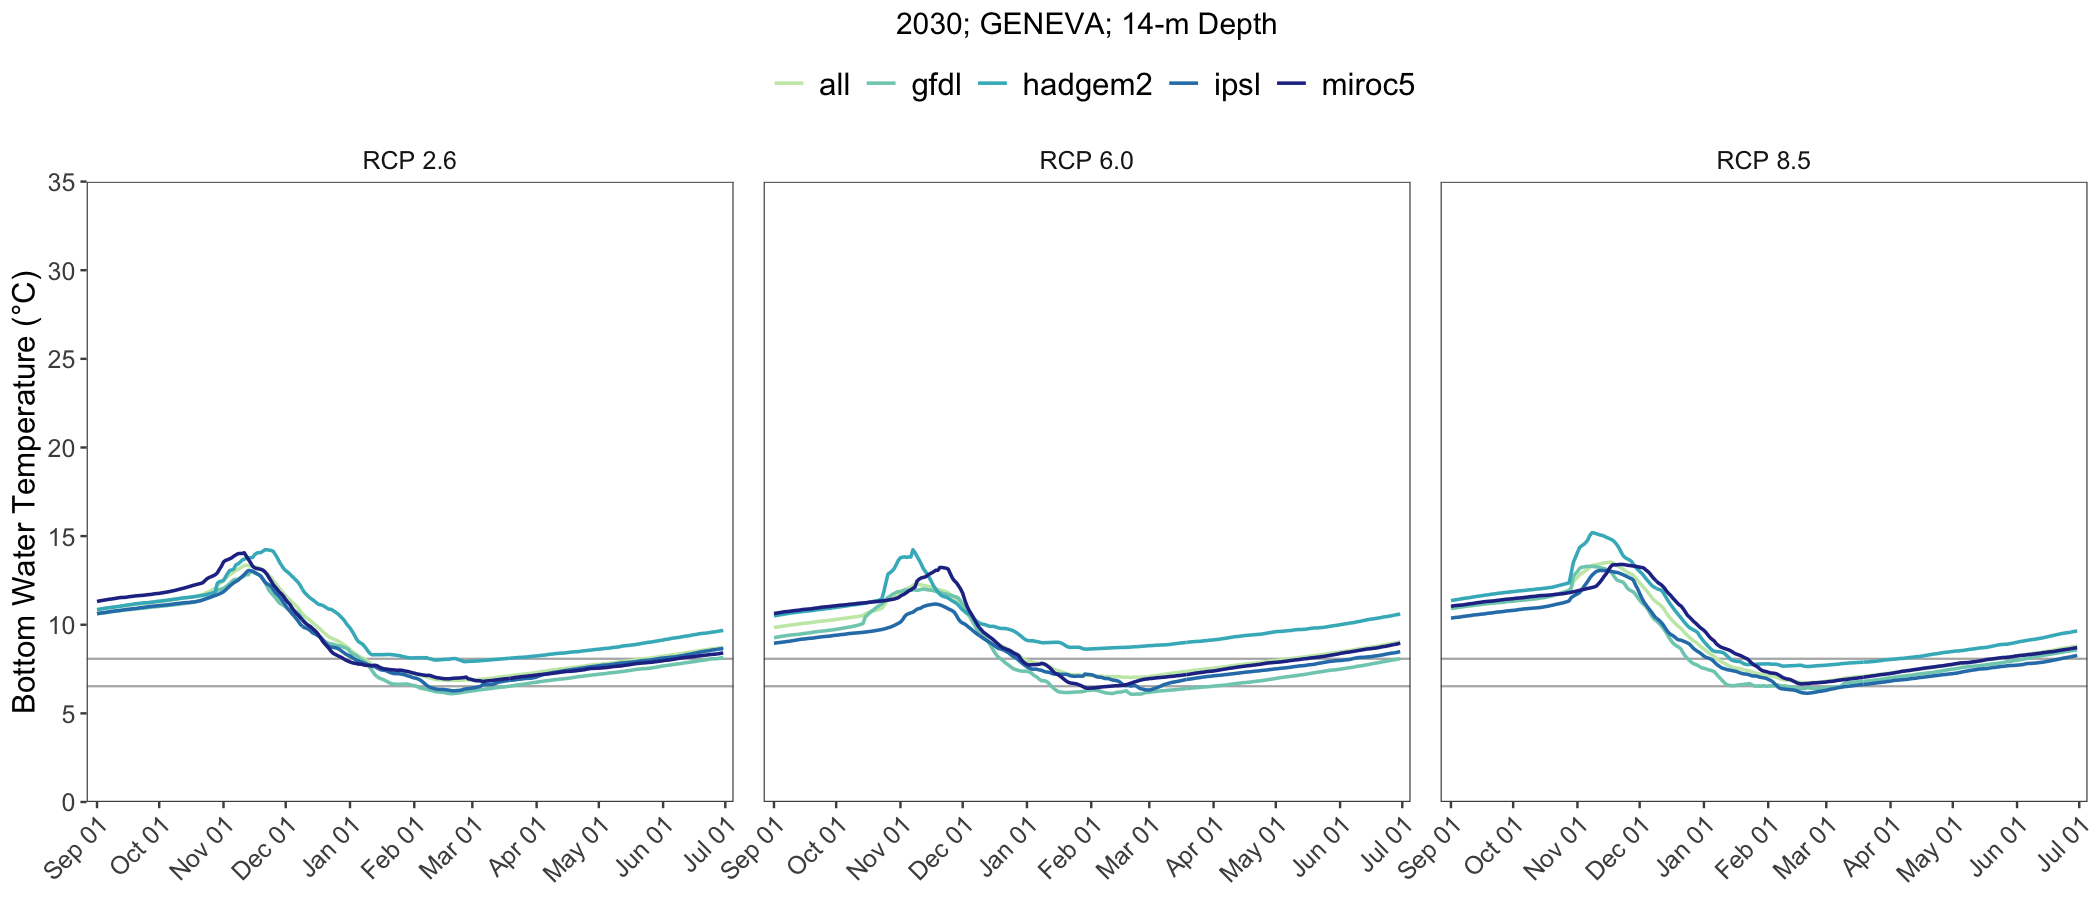 2030; GENEVA; 14-m Depth
all gfdl hadgem2 ipsl miroc5
RCP 2.6 RCP 6.0 RCP 8.5
Bottom Water Temperature (°C)
35
30
25
20
15
10
5
0
Sep 01 Oct 01 Nov 01 Dec 01 Jan 01 Feb 01 Mar 01 Apr 01 May 01 Jun 01 Jul 01 Sep 01 Oct 01 Nov 01 Dec 01 Jan 01 Feb 01 Mar 01 Apr 01 May 01 Jun 01 Jul 01 Sep 01 Oct 01 Nov 01 Dec 01 Jan 01 Feb 01 Mar 01 Apr 01 May 01 Jun 01 Jul 01